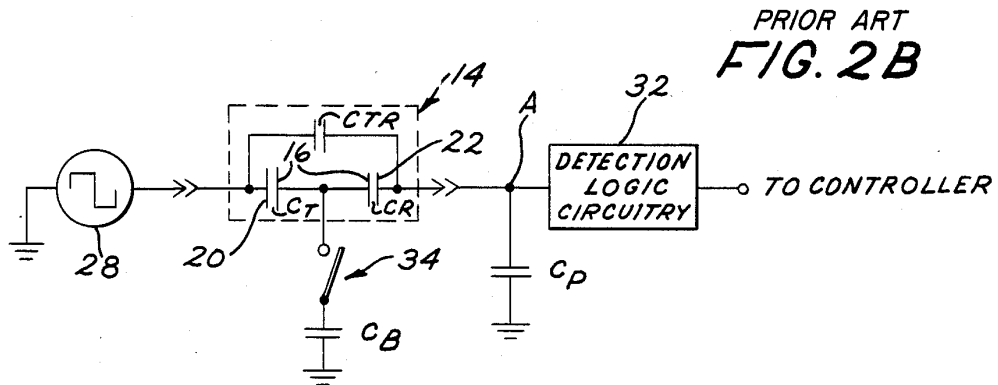 PRIOR ART
FIG. 2B
14
32
CTR
A
16
22
DETECTION
LOGIC
CIRCUITRY
TO CONTROLLER
CT
CR
28
20
34
CP
CB